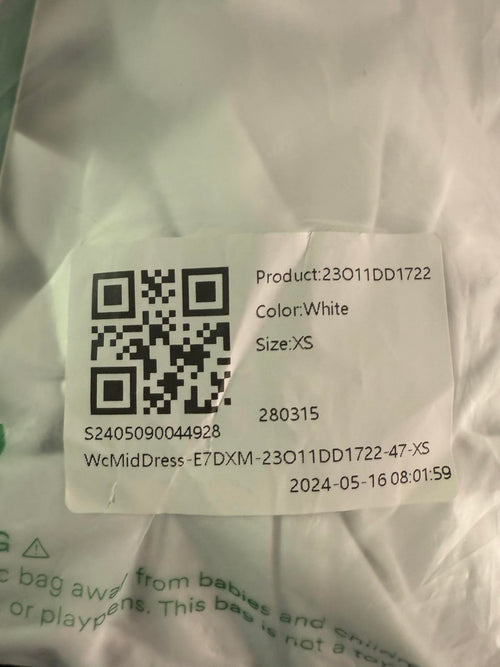 Product:23O11DD1722
Color:White
Size:XS
280315
S2405090044928
WcMidDress-E7DXM-23O11DD1722-47-XS
2024-05-16 08:01:59
G
c bag away from babies and children
or playpens. This bag is not a toy